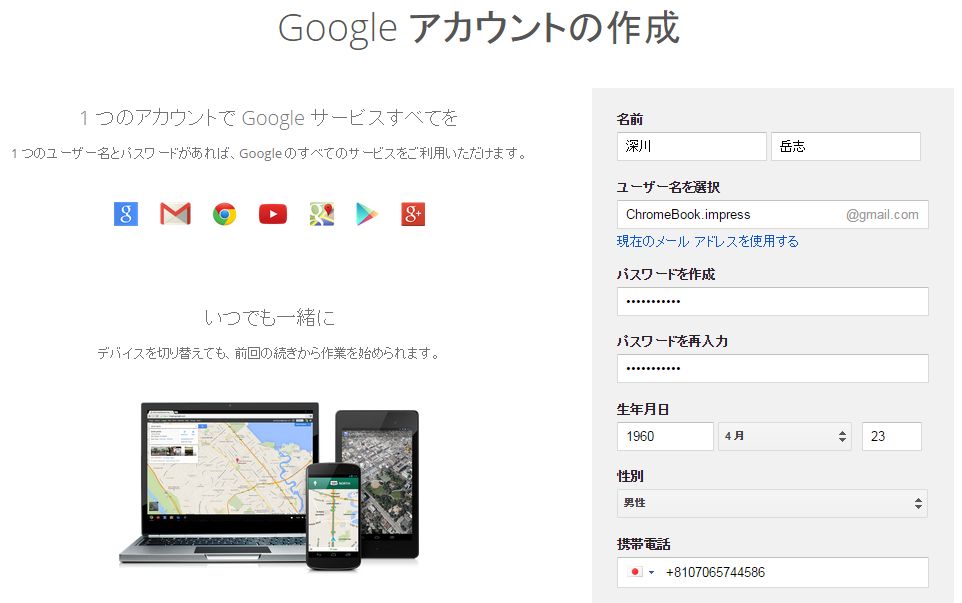 Google アカウントの作成
1 つのアカウントで Google サービスすべてを
1 つのユーザー名とパスワードがあれば、Google のすべてのサービスをご利用いただけます。
いつでも一緒に
デバイスを切り替えても、前回の続きから作業を始められます。
名前
深川 岳志
ユーザー名を選択
ChromeBook.impress @gmail.com
現在のメール アドレスを使用する
パスワードを作成
•••••••••••
パスワードを再入力
•••••••••••
生年月日
1960 4 月 23
性別
男性
携帯電話
+8107065744586